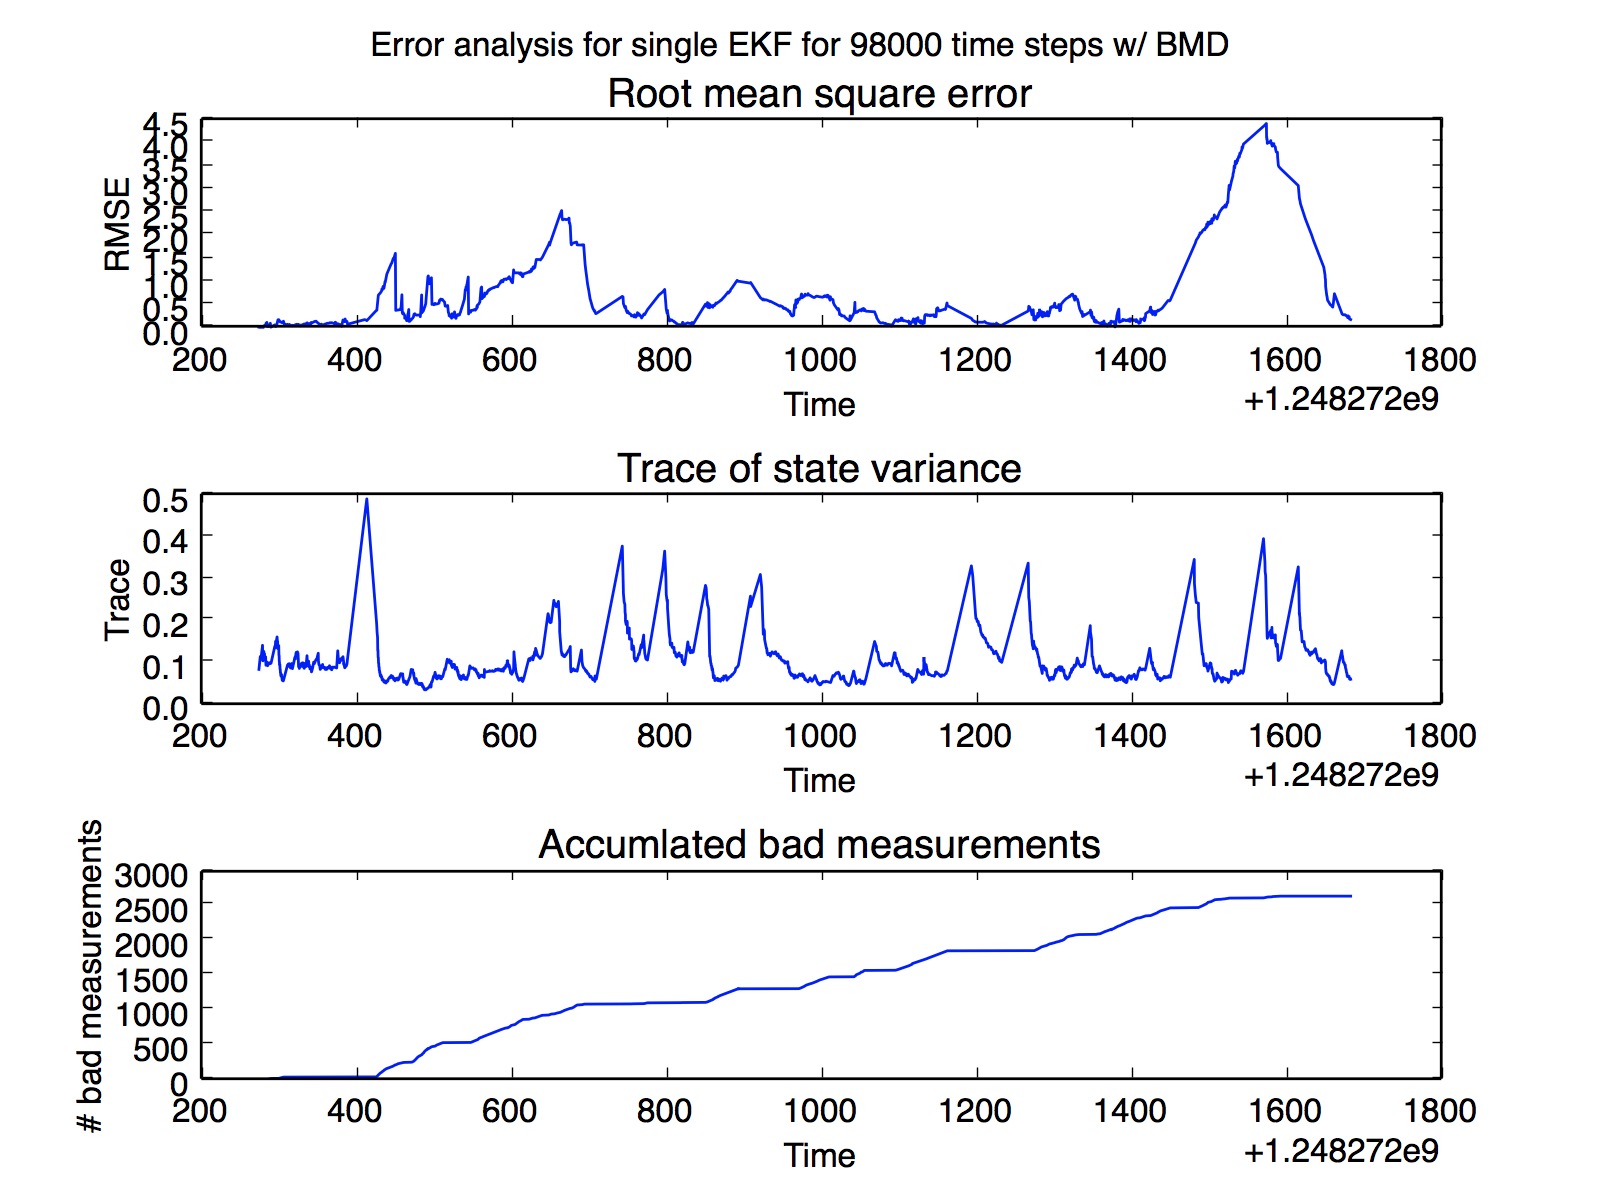 Error analysis for single EKF for 98000 time steps w/ BMD
Root mean square error
RMSE
4.5
4.0
3.5
3.0
2.5
2.0
1.5
1.0
0.5
0.0
200 400 600 800 1000 1200 1400 1600 1800
+1.248272e9
Time
Trace of state variance
Trace
0.5
0.4
0.3
0.2
0.1
0.0
200 400 600 800 1000 1200 1400 1600 1800
+1.248272e9
Time
Accumlated bad measurements
# bad measurements
3000
2500
2000
1500
1000
500
0
200 400 600 800 1000 1200 1400 1600 1800
+1.248272e9
Time